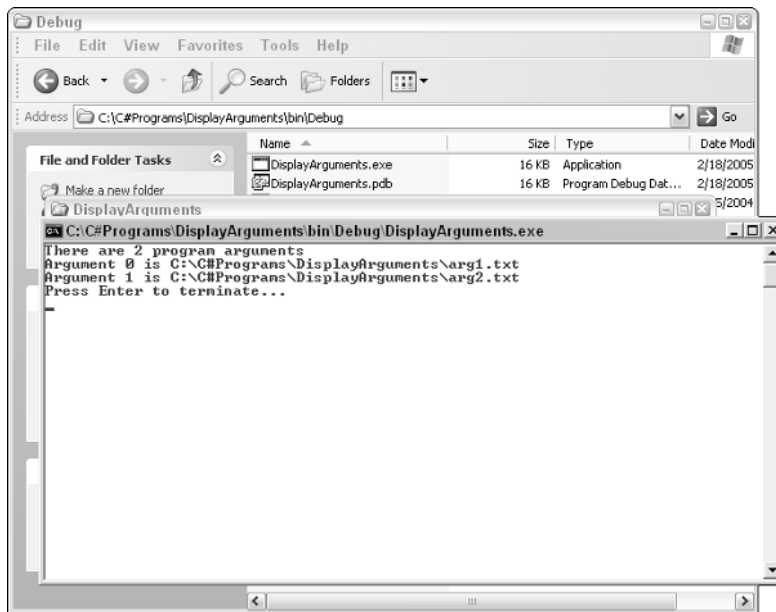 Debug
File Edit View Favorites Tools Help
Back Search Folders
Address C:\C#Programs\DisplayArguments\bin\Debug Go
Name Size Type Date Modi
File and Folder Tasks
DisplayArguments.exe 16 KB Application 2/18/2005
Make a new folder
DisplayArguments.pdb 16 KB Program Debug Dat... 2/18/2005
DisplayArguments
5/2004
C:\C#Programs\DisplayArguments\bin\Debug\DisplayArguments.exe
There are 2 program arguments
Argument 0 is C:\C#Programs\DisplayArguments\arg1.txt
Argument 1 is C:\C#Programs\DisplayArguments\arg2.txt
Press Enter to terminate...